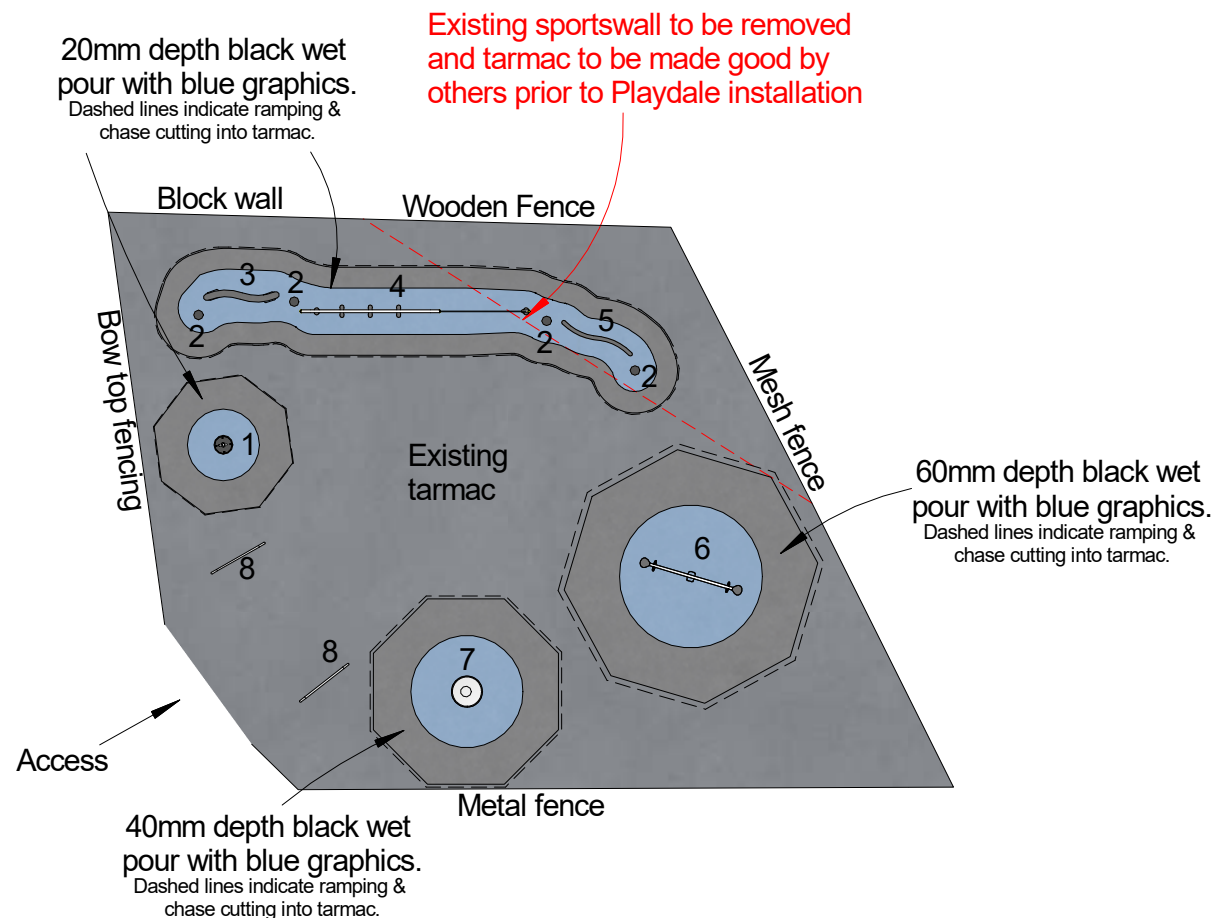 Existing sportswall to be removed
and tarmac to be made good by
others prior to Playdale installation
20mm depth black wet
pour with blue graphics.
Dashed lines indicate ramping &
chase cutting into tarmac.
Block wall
Wooden Fence
3
2
4
2
2
5
2
Bow top fencing
Mesh fence
1
Existing
tarmac
60mm depth black wet
pour with blue graphics.
Dashed lines indicate ramping &
chase cutting into tarmac.
6
8
8
7
Access
Metal fence
40mm depth black wet
pour with blue graphics.
Dashed lines indicate ramping &
chase cutting into tarmac.